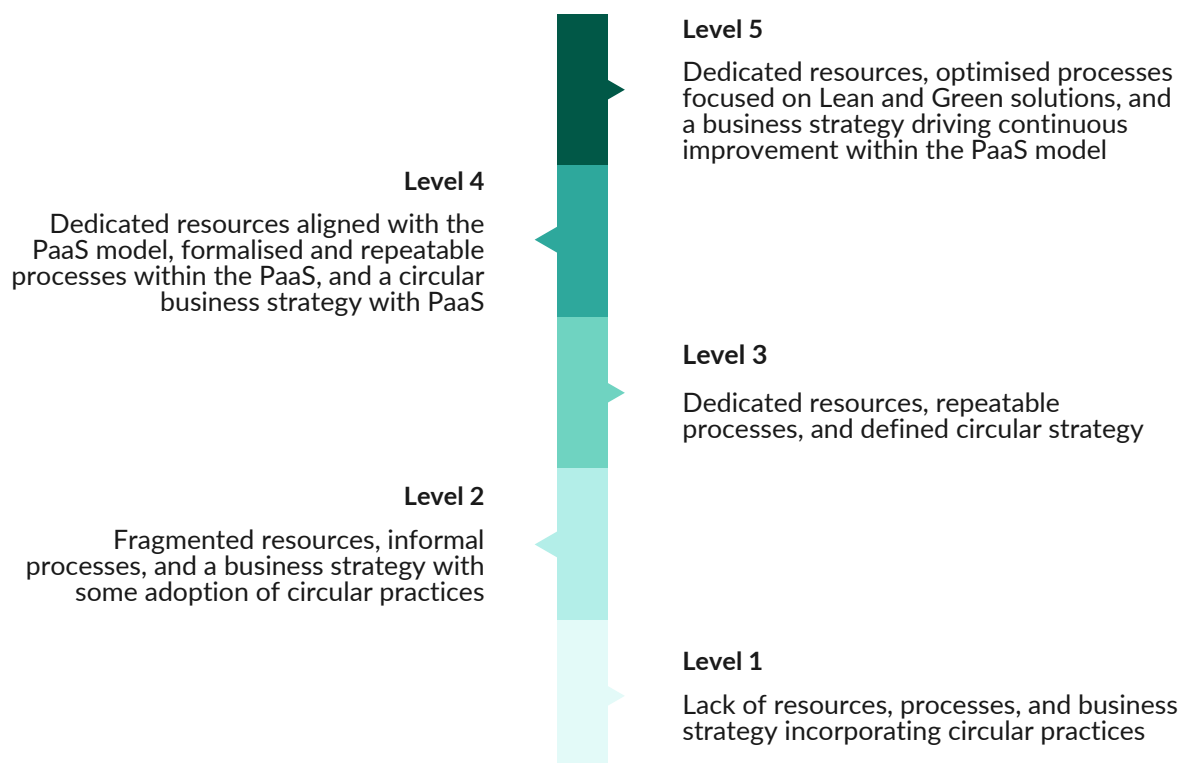 Level 5
Dedicated resources, optimised processes
focused on Lean and Green solutions, and
a business strategy driving continuous
improvement within the PaaS model
Level 4
Dedicated resources aligned with the
PaaS model, formalised and repeatable
processes within the PaaS, and a circular
business strategy with PaaS
Level 3
Dedicated resources, repeatable
processes, and defined circular strategy
Level 2
Fragmented resources, informal
processes, and a business strategy with
some adoption of circular practices
Level 1
Lack of resources, processes, and business
strategy incorporating circular practices